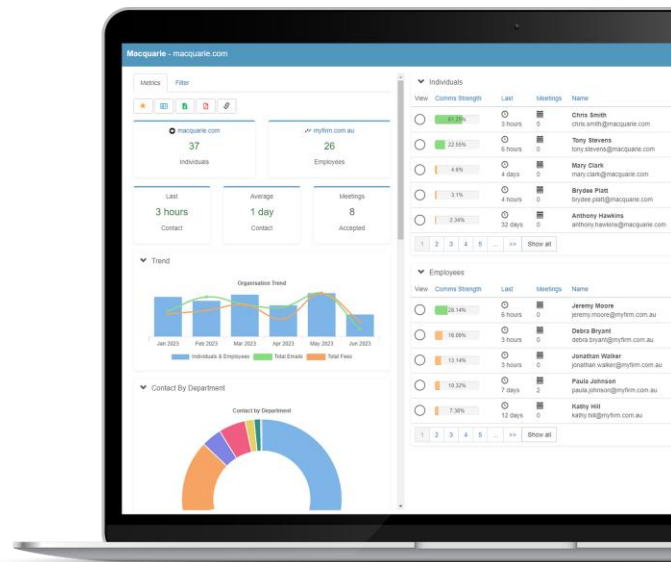 Macquarie - macquarie.com
Metrics Filter
macquarie.com
37
Individuals
myfirm.com.au
26
Employees
Last
3 hours
Contact
Average
1 day
Contact
Meetings
8
Accepted
Trend
Organisation Trend
Jan 2023 Feb 2023 Mar 2023 Apr 2023 May 2023 Jun 2023
Individuals & Employees Total Emails Total Fees
Contact By Department
Contact by Department
Individuals
View Comms Strength Last Meetings Name
61.25% 3 hours 0 Chris Smith
chris.smith@macquarie.com
22.55% 6 hours 0 Tony Stevens
tony.stevens@macquarie.com
4.6% 4 days 0 Mary Clark
mary.clark@macquarie.com
3.1% 4 hours 0 Brydee Platt
brydee.platt@macquarie.com
2.34% 32 days 0 Anthony Hawkins
anthony.hawkins@macquarie.com
1 2 3 4 5 ... >> Show all
Employees
View Comms Strength Last Meetings Name
28.14% 6 hours 0 Jeremy Moore
jeremy.moore@myfirm.com.au
16.06% 3 hours 0 Debra Bryant
debra.bryant@myfirm.com.au
13.14% 3 hours 0 Jonathan Walker
jonathan.walker@myfirm.com.au
10.32% 7 days 2 Paula Johnson
paula.johnson@myfirm.com.au
7.36% 12 days 0 Kathy Hill
kathy.hill@myfirm.com.au
1 2 3 4 5 ... >> Show all